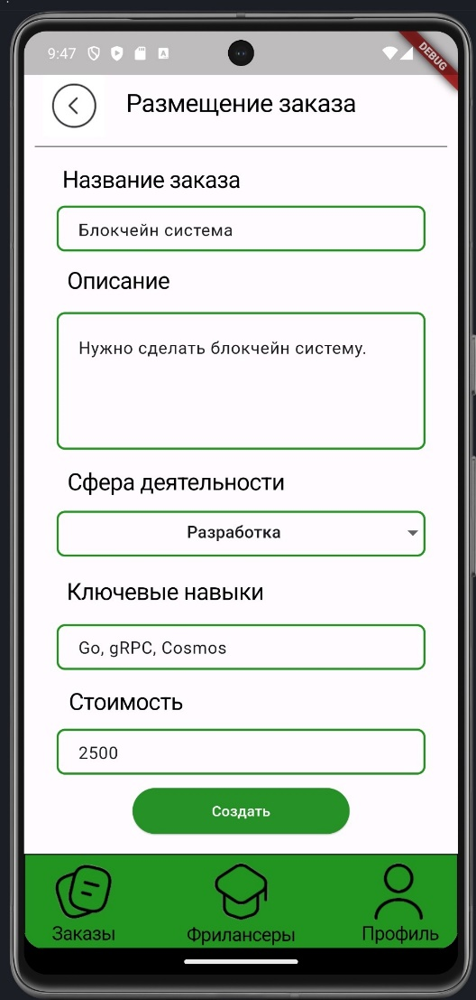 9:47
DEBUG
Размещение заказа
Название заказа
Блокчейн система
Описание
Нужно сделать блокчейн систему.
Сфера деятельности
Разработка
Ключевые навыки
Go, gRPC, Cosmos
Стоимость
2500
Создать
Заказы Фрилансеры Профиль